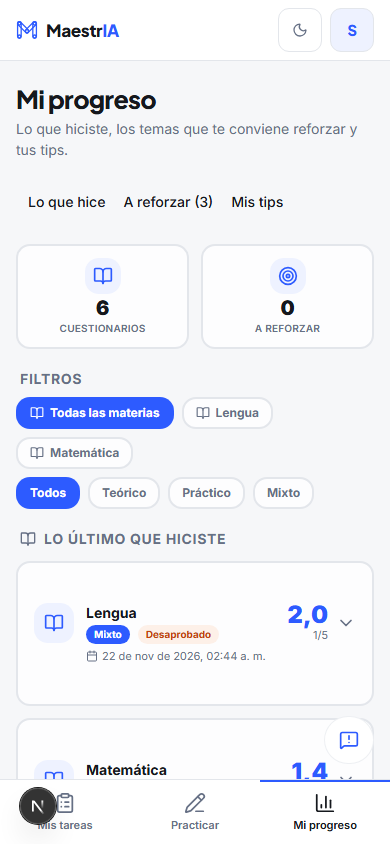 MaestrIA
S
Mi progreso
Lo que hiciste, los temas que te conviene reforzar y
tus tips.
Lo que hice
A reforzar (3)
Mis tips
6
CUESTIONARIOS
0
A REFORZAR
FILTROS
Todas las materias
Lengua
Matemática
Todos
Teórico
Práctico
Mixto
LO ÚLTIMO QUE HICISTE
Lengua
Mixto
Desaprobado
22 de nov de 2026, 02:44 a. m.
2,0
1/5
Matemática
1,4
N
Mis tareas
Practicar
Mi progreso